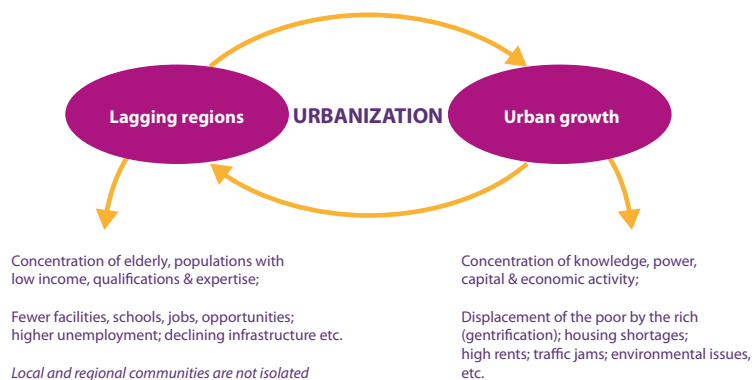 Lagging regions
URBANIZATION
Urban growth
Concentration of elderly, populations with
low income, qualifications & expertise;
Fewer facilities, schools, jobs, opportunities;
higher unemployment; declining infrastructure etc.
Local and regional communities are not isolated
Concentration of knowledge, power,
capital & economic activity;
Displacement of the poor by the rich
(gentrification); housing shortages;
high rents; traffic jams; environmental issues,
etc.